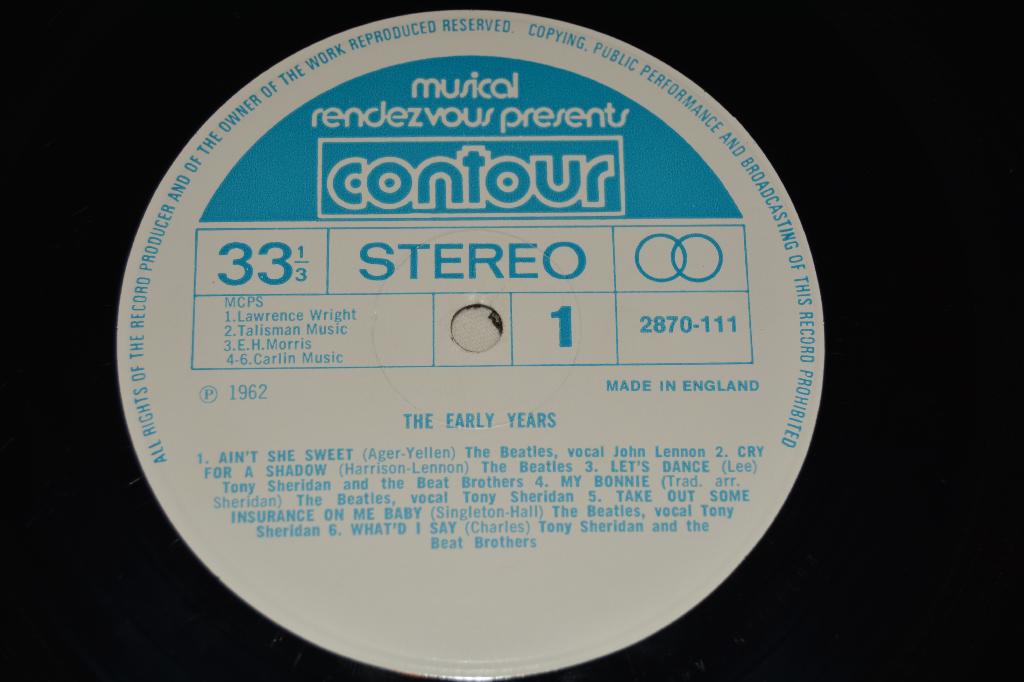 ALL RIGHTS OF THE RECORD PRODUCER AND OF THE OWNER OF THE WORK REPRODUCED RESERVED. COPYING, PUBLIC PERFORMANCE AND BROADCASTING OF THIS RECORD PROHIBITED
musical
rendezvous presents
contour
33 1/3 STEREO
MCPS
1.Lawrence Wright
2.Talisman Music
3.E.H.Morris
4-6.Carlin Music
1
2870-111
Ⓟ 1962
MADE IN ENGLAND
THE EARLY YEARS
1. AIN'T SHE SWEET (Ager-Yellen) The Beatles, vocal John Lennon 2. CRY
FOR A SHADOW (Harrison-Lennon) The Beatles 3. LET'S DANCE (Lee)
Tony Sheridan and the Beat Brothers 4. MY BONNIE (Trad. arr.
Sheridan) The Beatles, vocal Tony Sheridan 5. TAKE OUT SOME
INSURANCE ON ME BABY (Singleton-Hall) The Beatles, vocal Tony
Sheridan 6. WHAT'D I SAY (Charles) Tony Sheridan and the
Beat Brothers